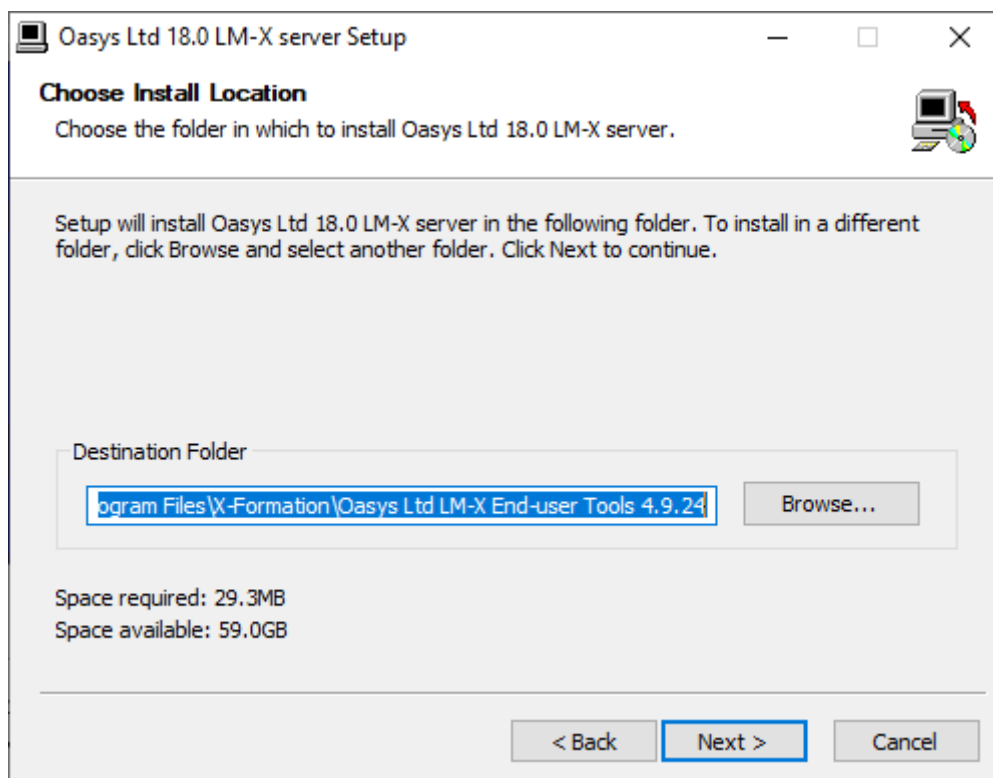 Oasys Ltd 18.0 LM-X server Setup
Choose Install Location
Choose the folder in which to install Oasys Ltd 18.0 LM-X server.
Setup will install Oasys Ltd 18.0 LM-X server in the following folder. To install in a different
folder, click Browse and select another folder. Click Next to continue.
Destination Folder
ogram Files\X-Formation\Oasys Ltd LM-X End-user Tools 4.9.24
Browse...
Space required: 29.3MB
Space available: 59.0GB
< Back
Next >
Cancel